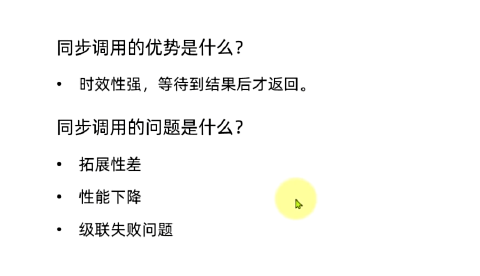 同步调用的优势是什么?
• 时效性强，等待到结果后才返回。
同步调用的问题是什么?
• 拓展性差
• 性能下降
• 级联失败问题